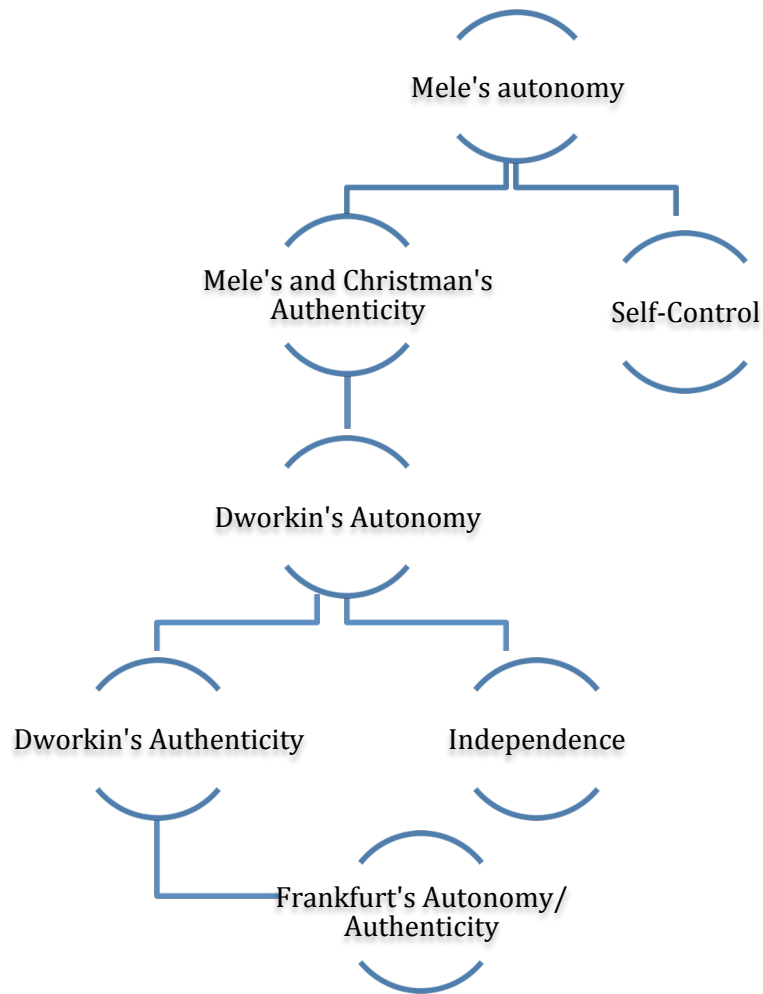 Mele's autonomy
Mele's and Christman's
Authenticity
Self-Control
Dworkin's Autonomy
Dworkin's Authenticity
Independence
Frankfurt's Autonomy/
Authenticity